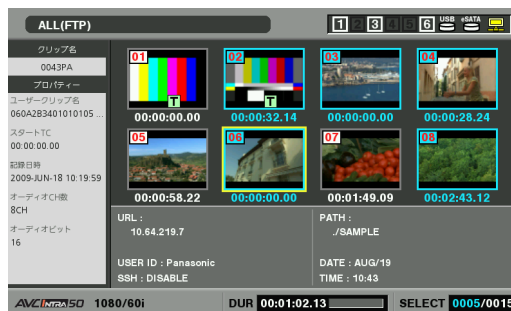 ALL(FTP)
1 2 3 4 5 6 USB eSATA
クリップ名
0043PA
プロパティー
ユーザークリップ名
060A2B3401010105 ...
スタートTC
00:00:00.00
記録日時
2009-JUN-18 10:19:59
オーディオCH数
8CH
オーディオビット
16
01 02 03 04
T T
00:00:00.00 00:00:32.14 00:00:00.00 00:00:28.24
05 06 07 08
00:00:58.22 00:00:00.00 00:01:49.09 00:02:43.12
URL :
10.64.219.7
USER ID : Panasonic
SSH : DISABLE
PATH :
./SAMPLE
DATE : AUG/19
TIME : 10:43
AVC INTRA 50 1080/60i DUR 00:01:02.13 SELECT 0005/0015